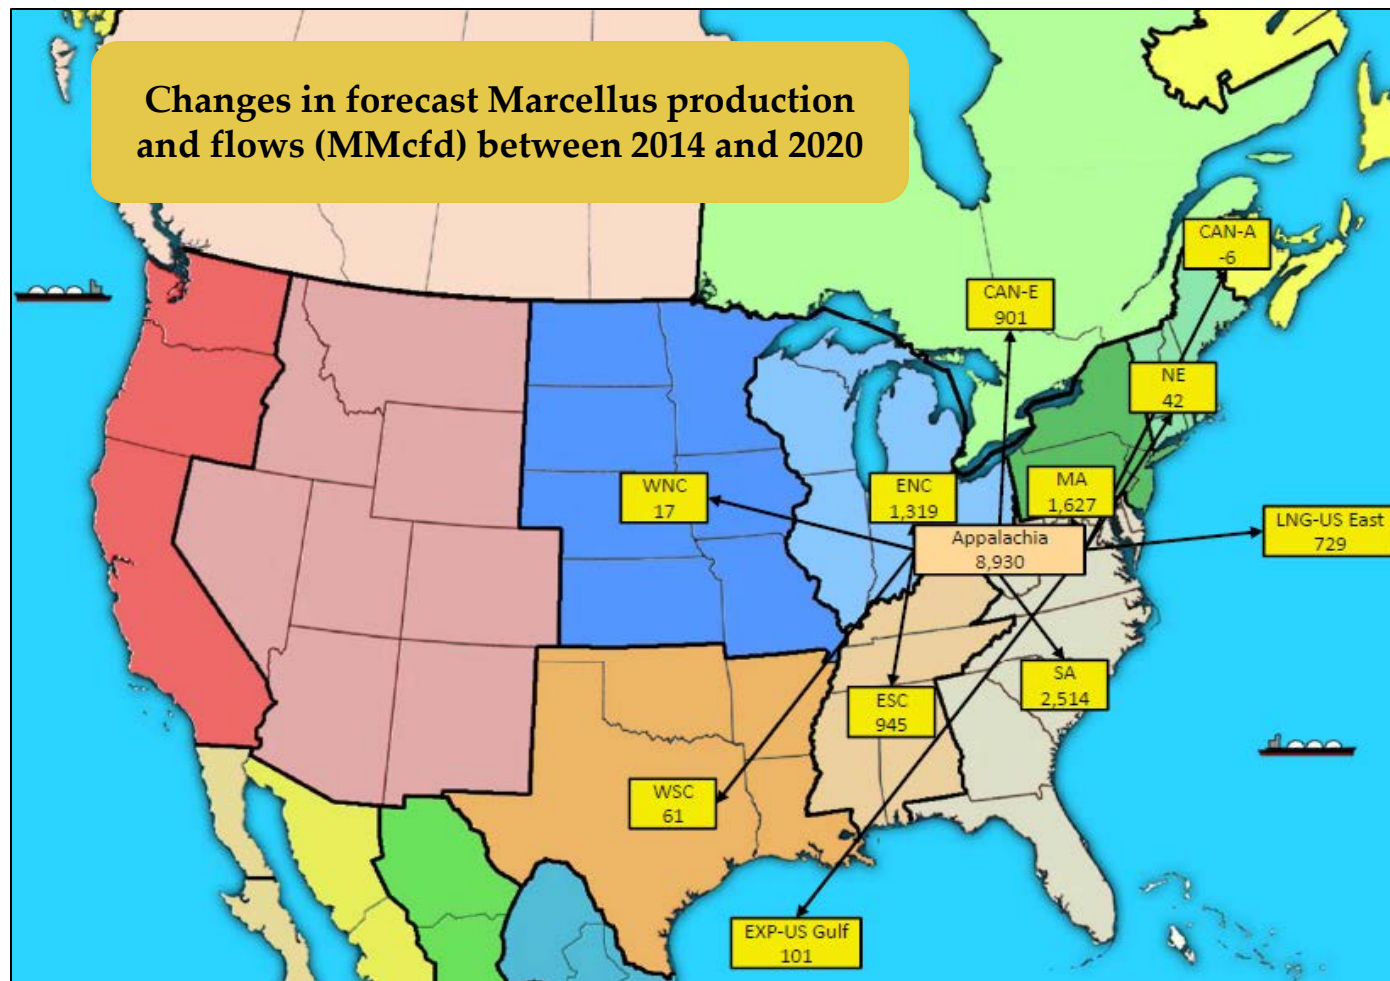 Changes in forecast Marcellus production
and flows (MMcfd) between 2014 and 2020
CAN-A
-6
CAN-E
901
NE
42
WNC
17
ENC
1,319
MA
1,627
LNG-US East
729
Appalachia
8,930
ESC
945
SA
2,514
WSC
61
EXP-US Gulf
101